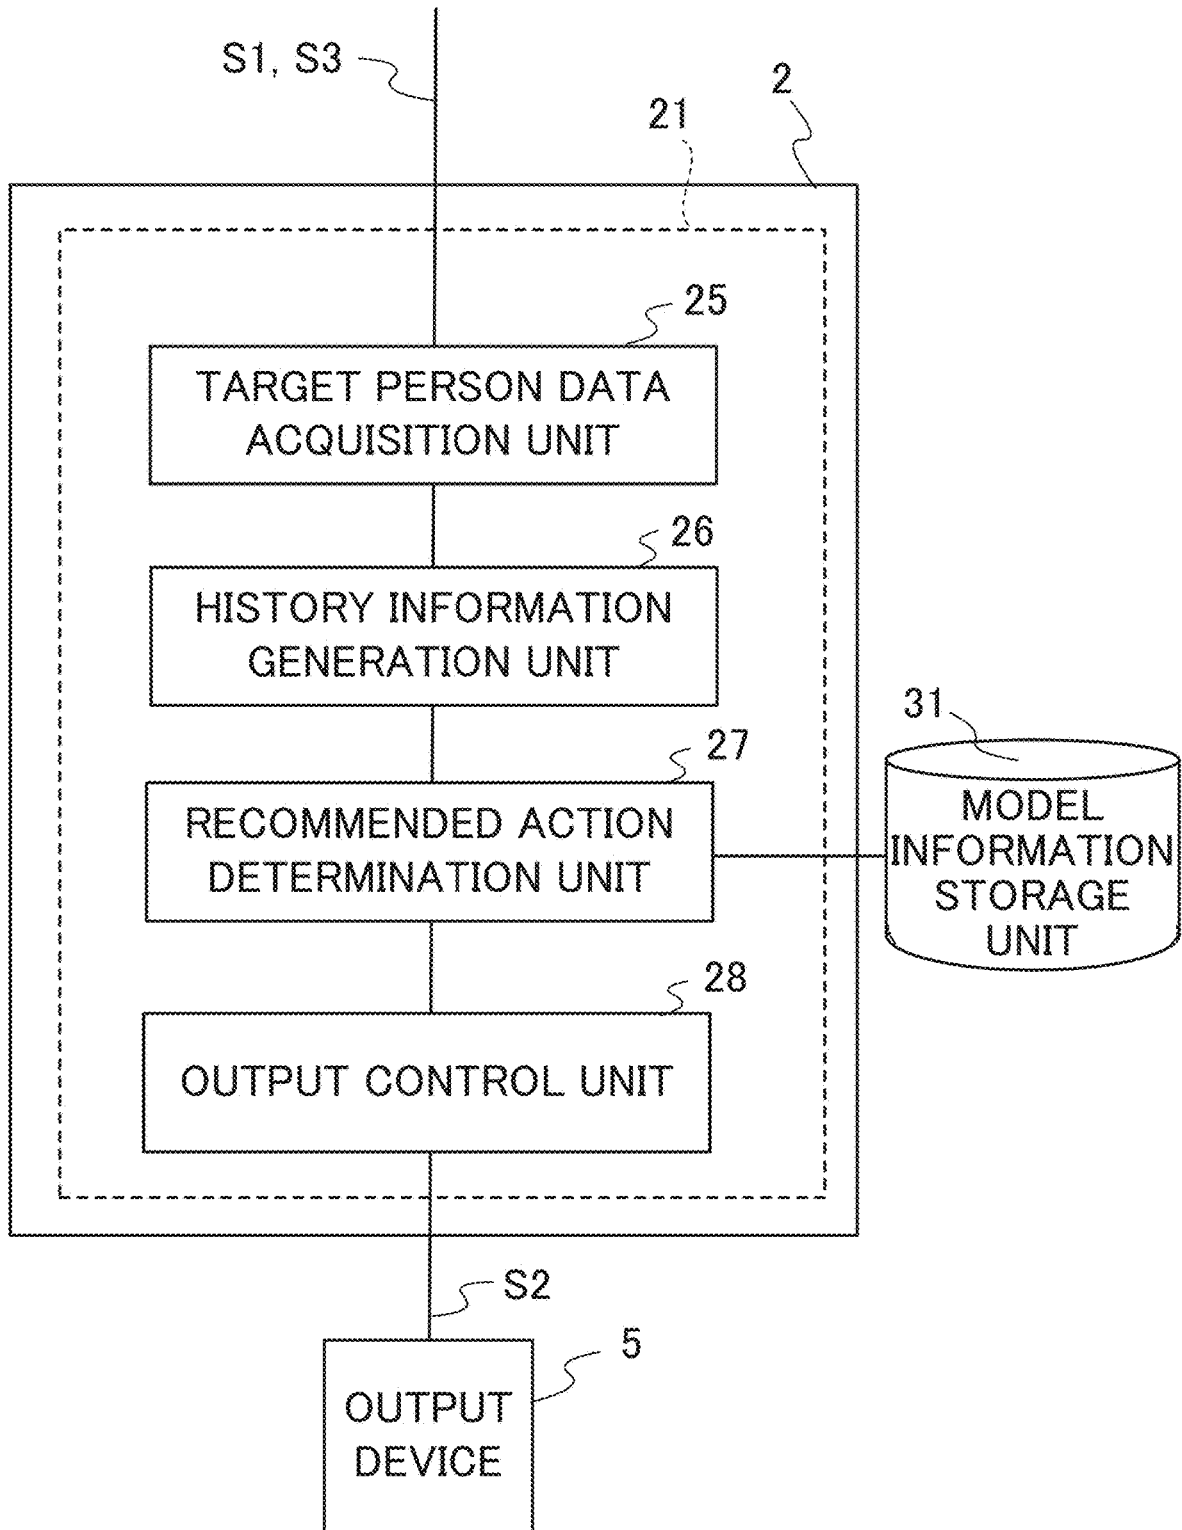 S1, S3
2
21
25
TARGET PERSON DATA
ACQUISITION UNIT
26
HISTORY INFORMATION
GENERATION UNIT
27
RECOMMENDED ACTION
DETERMINATION UNIT
31
MODEL
INFORMATION
STORAGE
UNIT
28
OUTPUT CONTROL UNIT
S2
5
OUTPUT
DEVICE